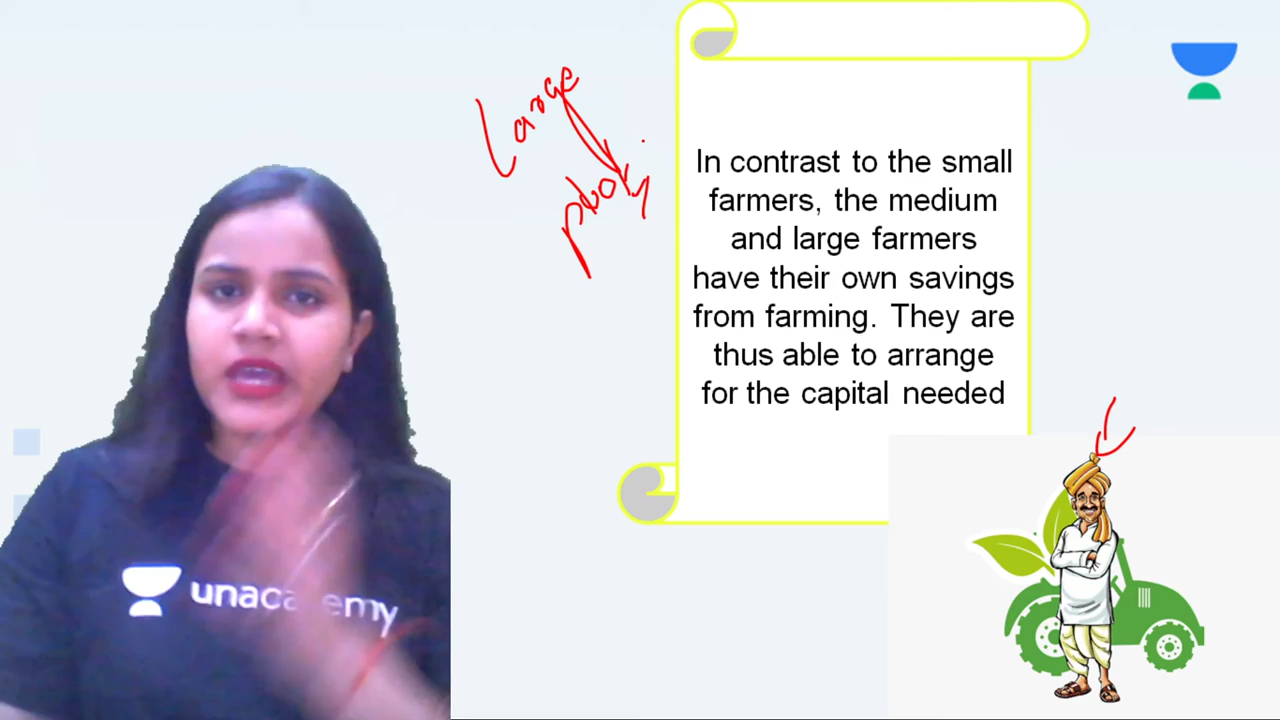 Large
poor
In contrast to the small
farmers, the medium
and large farmers
have their own savings
from farming. They are
thus able to arrange
for the capital needed
unacademy